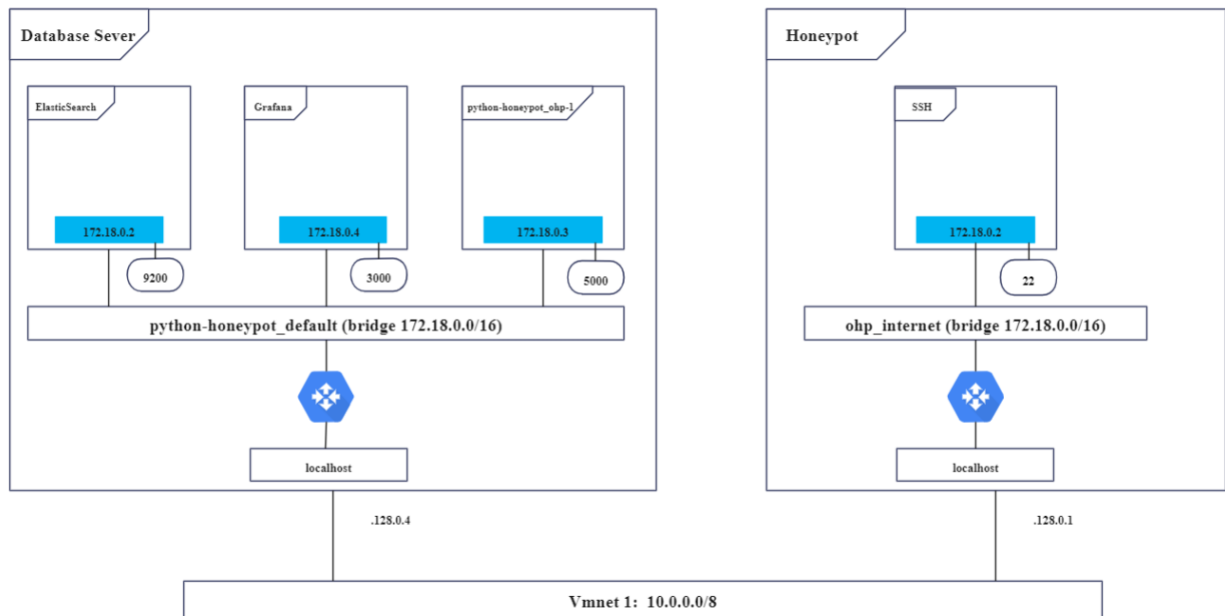 Database Sever
Honeypot
ElasticSearch
Grafana
python-honeypot_ohp-1
SSH
172.18.0.2
172.18.0.4
172.18.0.3
172.18.0.2
9200
3000
5000
22
python-honeypot_default (bridge 172.18.0.0/16)
ohp_internet (bridge 172.18.0.0/16)
localhost
localhost
.128.0.4
.128.0.1
Vmnet 1: 10.0.0.0/8